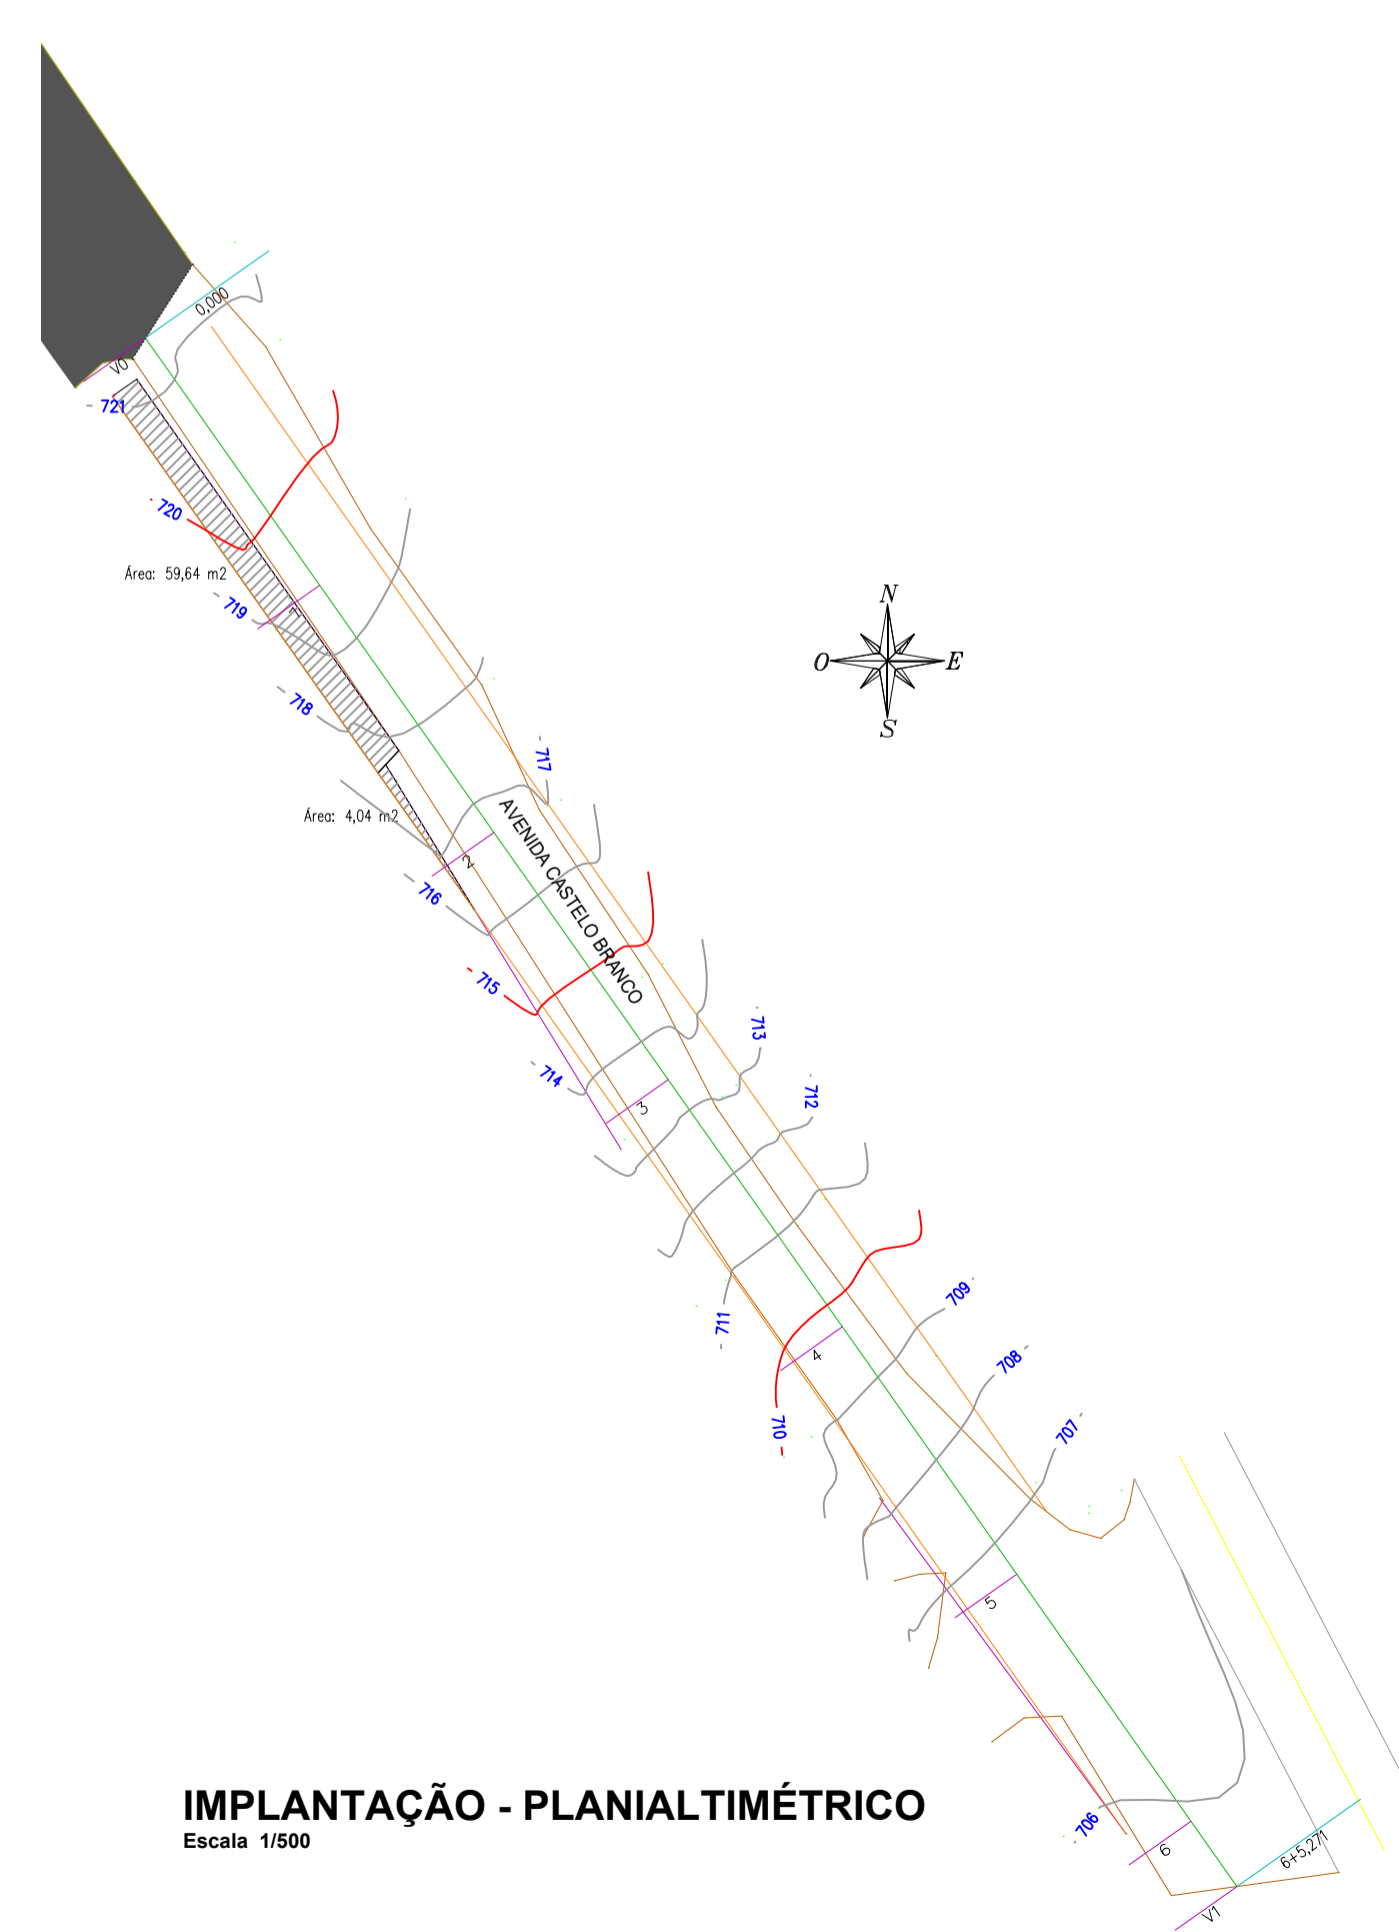 0,000
V0
- 721
- 720
Área: 59,64 m2
- 719
1
- 718
- 717
Área: 4,04 m2
AVENIDA CASTELO BRANCO
2
- 716
- 715
- 714
- 713
3
- 712
- 711
4
710 -
709 -
708 -
707 -
5
N
O
E
S
IMPLANTAÇÃO - PLANIALTIMÉTRICO
Escala 1/500
- 706
6
6+5,271
V1